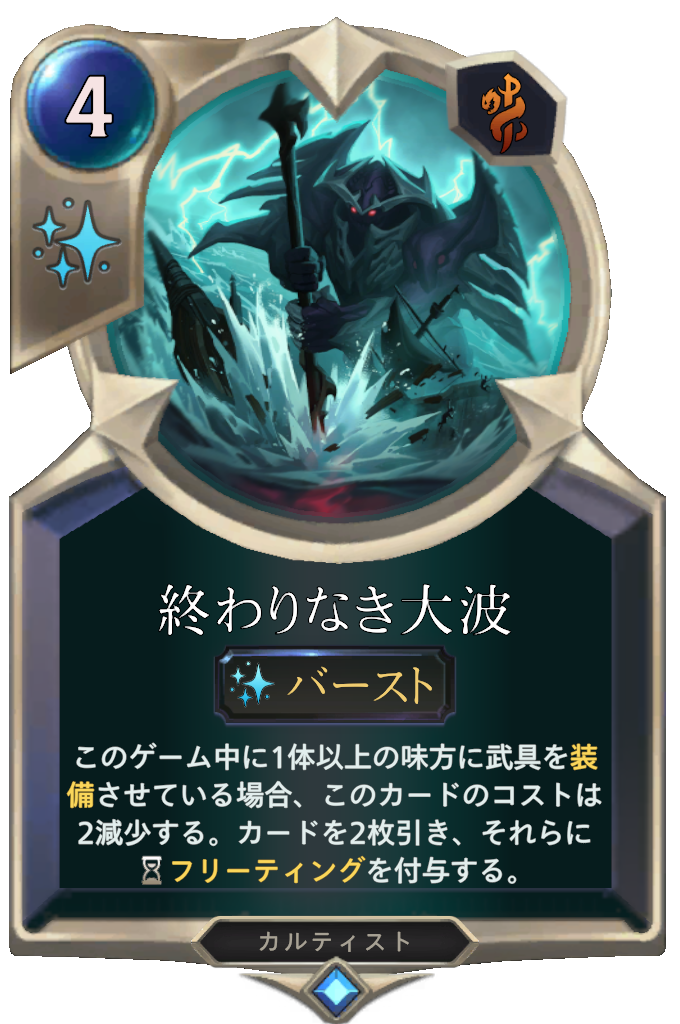 4
終わりなき大波
バースト
このゲーム中に1体以上の味方に武具を装
備させている場合、このカードのコストは
2減少する。カードを2枚引き、それらに
フリーティングを付与する。
カルティスト